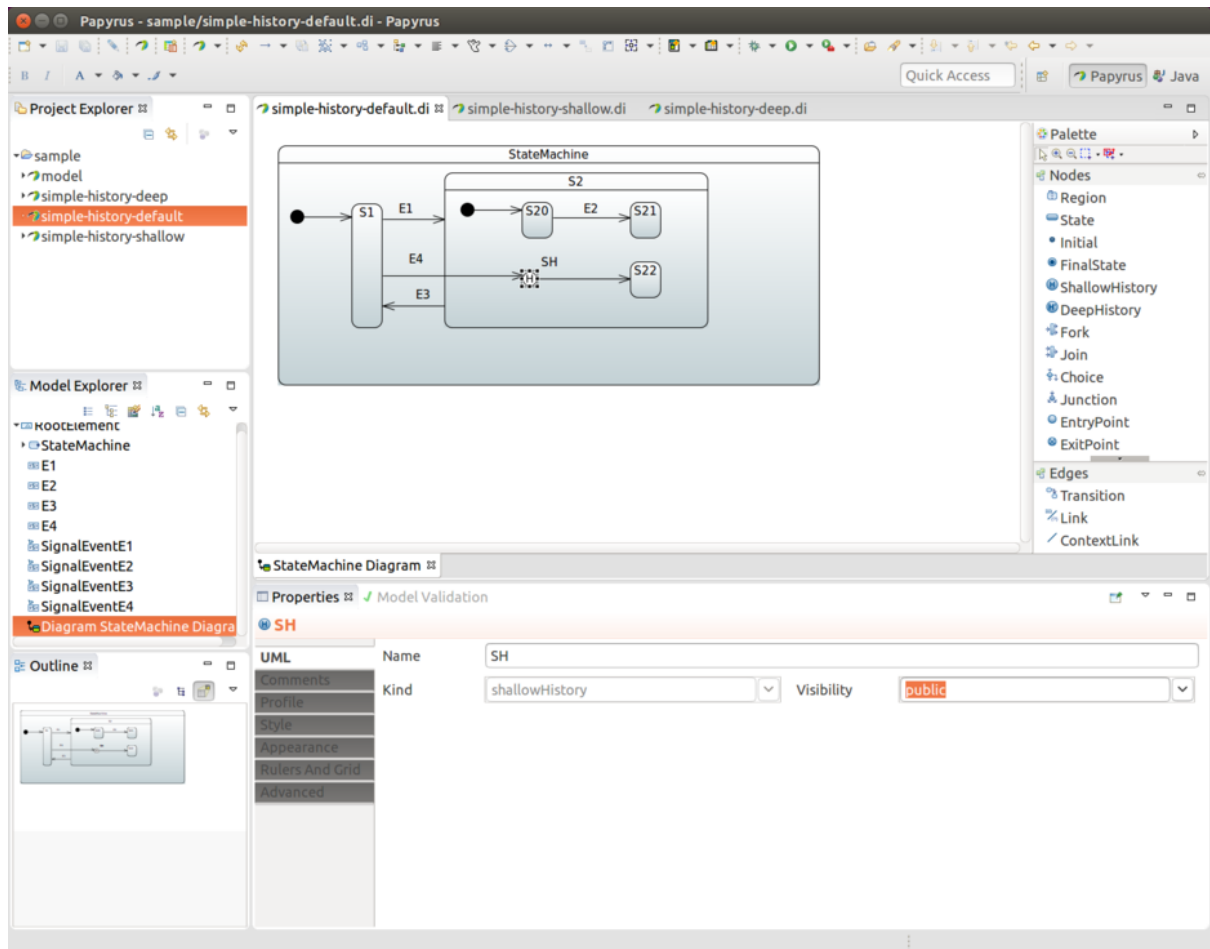 Papyrus - sample/simple-history-default.di - Papyrus
B I A
Quick Access
Papyrus
Java
Project Explorer
sample
model
simple-history-deep
simple-history-default
simple-history-shallow
simple-history-default.di
simple-history-shallow.di
simple-history-deep.di
StateMachine
S2
S1
E1
S20
E2
S21
E4
SH
H
S22
E3
Palette
Nodes
Region
State
Initial
FinalState
ShallowHistory
DeepHistory
Fork
Join
Choice
Junction
EntryPoint
ExitPoint
Edges
Transition
Link
ContextLink
Model Explorer
RootElement
StateMachine
E1
E2
E3
E4
SignalEventE1
SignalEventE2
SignalEventE3
SignalEventE4
Diagram StateMachine Diagra
Outline
StateMachine Diagram
Properties
Model Validation
SH
UML
Comments
Profile
Style
Appearance
Rulers And Grid
Advanced
Name
SH
Kind
shallowHistory
Visibility
public